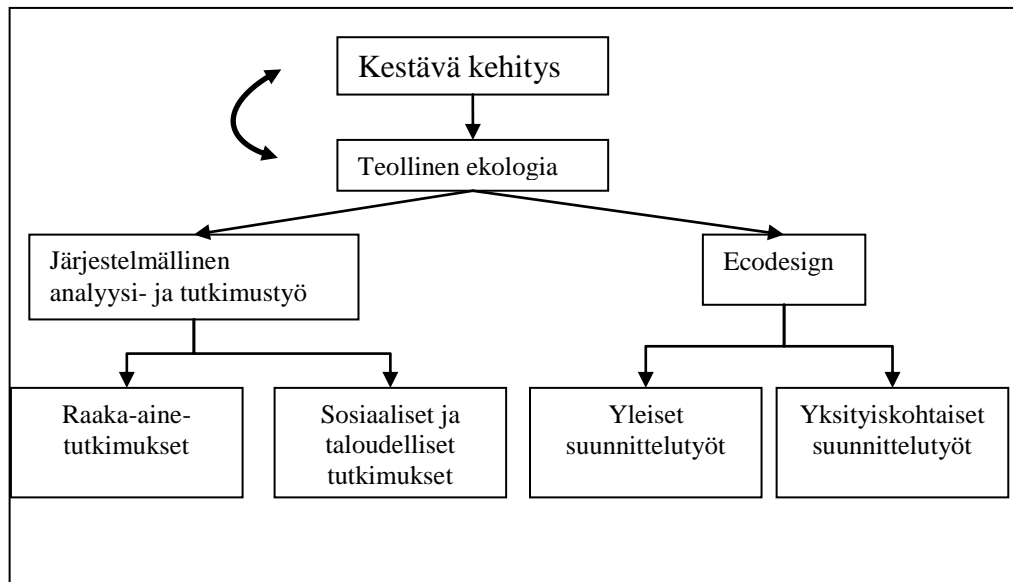 Kestävä kehitys
Teollinen ekologia
Järjestelmällinen
analyysi- ja tutkimustyö
Ecodesign
Raaka-aine-
tutkimukset
Sosiaaliset ja
taloudelliset
tutkimukset
Yleiset
suunnittelutyöt
Yksityiskohtaiset
suunnittelutyöt